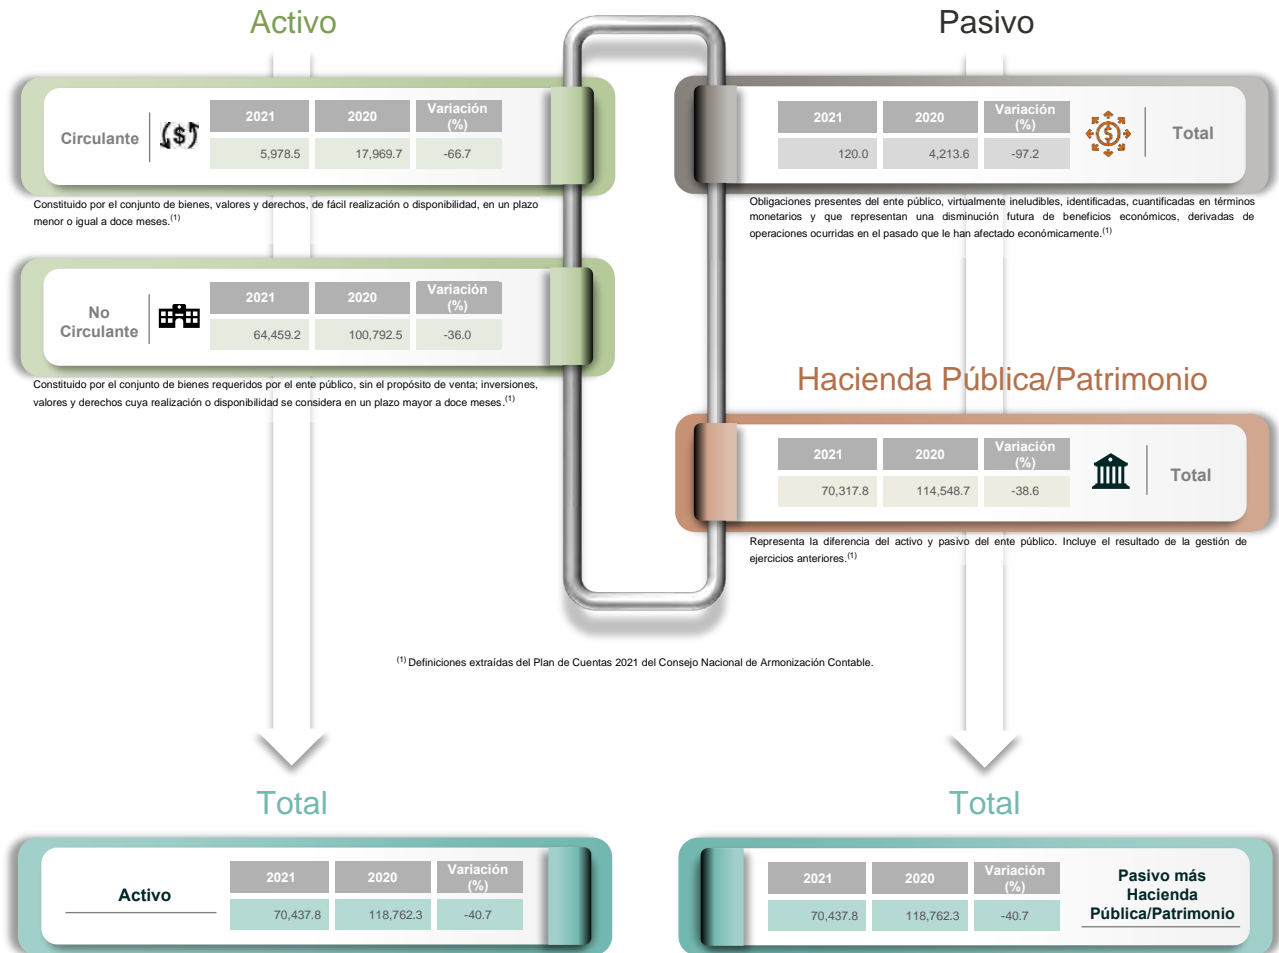 Activo
Circulante
2021 2020 Variación (%)
5,978.5 17,969.7 -66.7
Constituido por el conjunto de bienes, valores y derechos, de fácil realización o disponibilidad, en un plazo
menor o igual a doce meses.(1)
No
Circulante
2021 2020 Variación (%)
64,459.2 100,792.5 -36.0
Constituido por el conjunto de bienes requeridos por el ente público, sin el propósito de venta; inversiones,
valores y derechos cuya realización o disponibilidad se considera en un plazo mayor a doce meses.(1)
Pasivo
2021 2020 Variación (%)
120.0 4,213.6 -97.2
Total
Obligaciones presentes del ente público, virtualmente ineludibles, identificadas, cuantificadas en términos
monetarios y que representan una disminución futura de beneficios económicos, derivadas de
operaciones ocurridas en el pasado que le han afectado económicamente.(1)
Hacienda Pública/Patrimonio
2021 2020 Variación (%)
70,317.8 114,548.7 -38.6
Total
Representa la diferencia del activo y pasivo del ente público. Incluye el resultado de la gestión de
ejercicios anteriores.(1)
(1) Definiciones extraídas del Plan de Cuentas 2021 del Consejo Nacional de Armonización Contable.
Total
Activo
2021 2020 Variación (%)
70,437.8 118,762.3 -40.7
Total
2021 2020 Variación (%)
70,437.8 118,762.3 -40.7
Pasivo más
Hacienda
Pública/Patrimonio